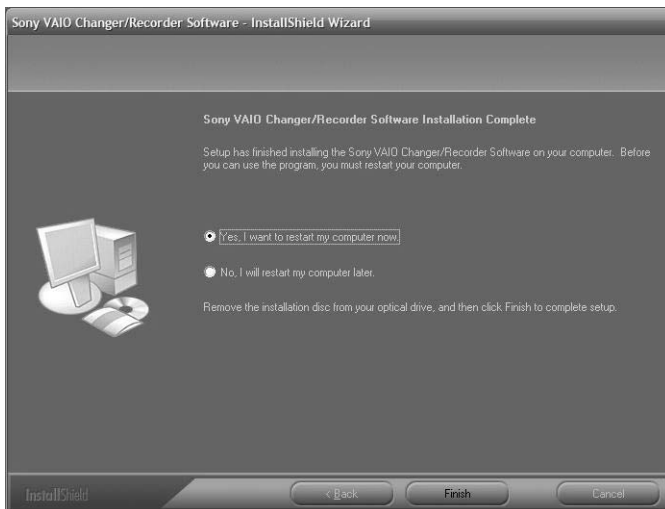 Sony VAIO Changer/Recorder Software - InstallShield Wizard
Sony VAIO Changer/Recorder Software Installation Complete
Setup has finished installing the Sony VAIO Changer/Recorder Software on your computer. Before
you can use the program, you must restart your computer.
Yes, I want to restart my computer now.
No, I will restart my computer later.
Remove the installation disc from your optical drive, and then click Finish to complete setup.
InstallShield
< Back
Finish
Cancel